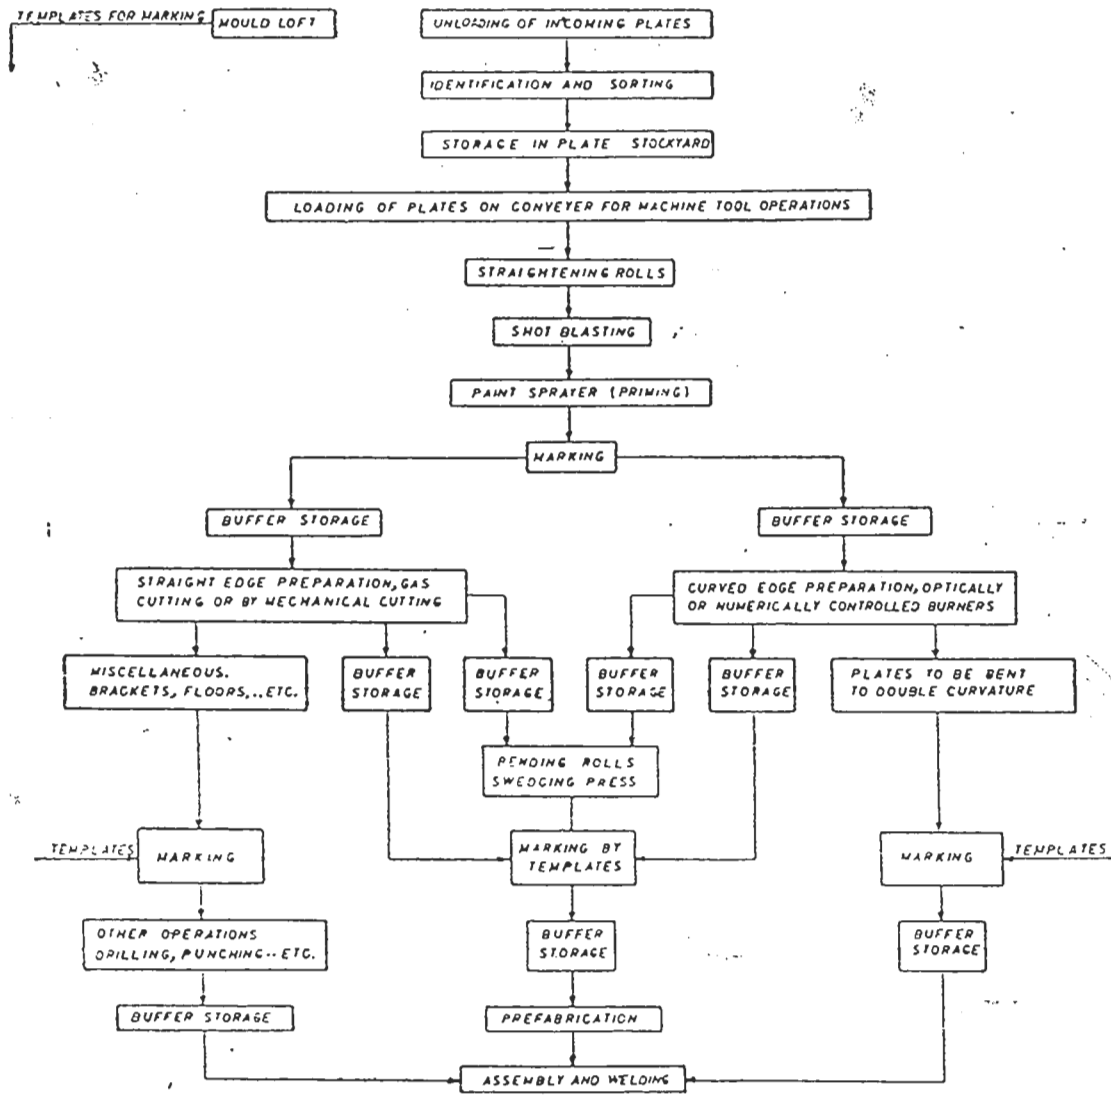 TEMPLATES FOR MARKING
MOULD LOFT
UNLOADING OF INCOMING PLATES
IDENTIFICATION AND SORTING
STORAGE IN PLATE STOCKYARD
LOADING OF PLATES ON CONVEYER FOR MACHINE TOOL OPERATIONS
STRAIGHTENING ROLLS
SHOT BLASTING
PAINT SPRAYER (PRIMING)
MARKING
BUFFER STORAGE
BUFFER STORAGE
STRAIGHT EDGE PREPARATION, GAS
CUTTING OR BY MECHANICAL CUTTING
CURVED EDGE PREPARATION, OPTICALLY
OR NUMERICALLY CONTROLLED BURNERS
MISCELLANEOUS.
BRACKETS, FLOORS,..ETC.
BUFFER
STORAGE
BUFFER
STORAGE.
BUFFER
STORAGE
BUFFER
STORAGE
PLATES TO BE BENT
TO DOUBLE CURVATURE
BENDING ROLLS
SWEDGING PRESS
TEMPLATES
MARKING
MARKING BY
TEMPLATES
MARKING
TEMPLATES
OTHER OPERATIONS
DRILLING, PUNCHING..ETC.
BUFFER
STORAGE
BUFFER
STORAGE
BUFFER STORAGE
PREFABRICATION
ASSEMBLY AND WELDING